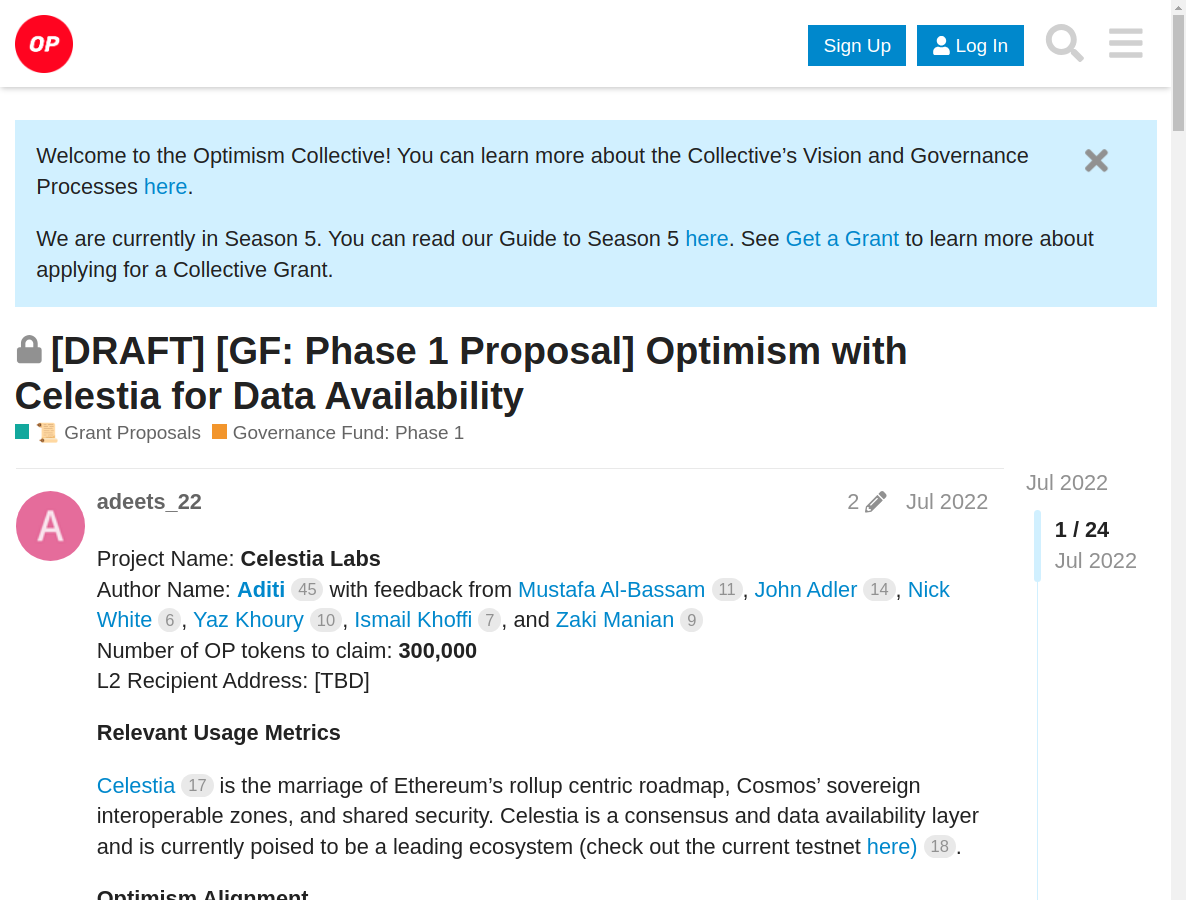 OP
Sign Up
Log In
Welcome to the Optimism Collective! You can learn more about the Collective’s Vision and Governance
Processes here.
We are currently in Season 5. You can read our Guide to Season 5 here. See Get a Grant to learn more about
applying for a Collective Grant.
[DRAFT] [GF: Phase 1 Proposal] Optimism with
Celestia for Data Availability
Grant Proposals Governance Fund: Phase 1
Jul 2022
1 / 24
Jul 2022
A
adeets_22 2 Jul 2022
Project Name: Celestia Labs
Author Name: Aditi 45 with feedback from Mustafa Al-Bassam 11, John Adler 14, Nick
White 6, Yaz Khoury 10, Ismail Khoffi 7, and Zaki Manian 9
Number of OP tokens to claim: 300,000
L2 Recipient Address: [TBD]
Relevant Usage Metrics
Celestia 17 is the marriage of Ethereum’s rollup centric roadmap, Cosmos’ sovereign
interoperable zones, and shared security. Celestia is a consensus and data availability layer
and is currently poised to be a leading ecosystem (check out the current testnet here) 18.
Optimism Alignment